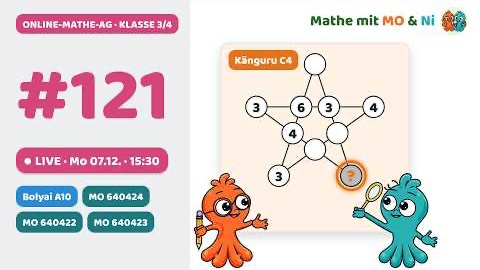 ONLINE-MATHE-AG · KLASSE 3/4
Mathe mit MO & Ni
#121
Känguru C4
3 6 3 4
4
3 ?
LIVE · Mo 07.12. · 15:30
Bolyai A10 MO 640424
MO 640422 MO 640423